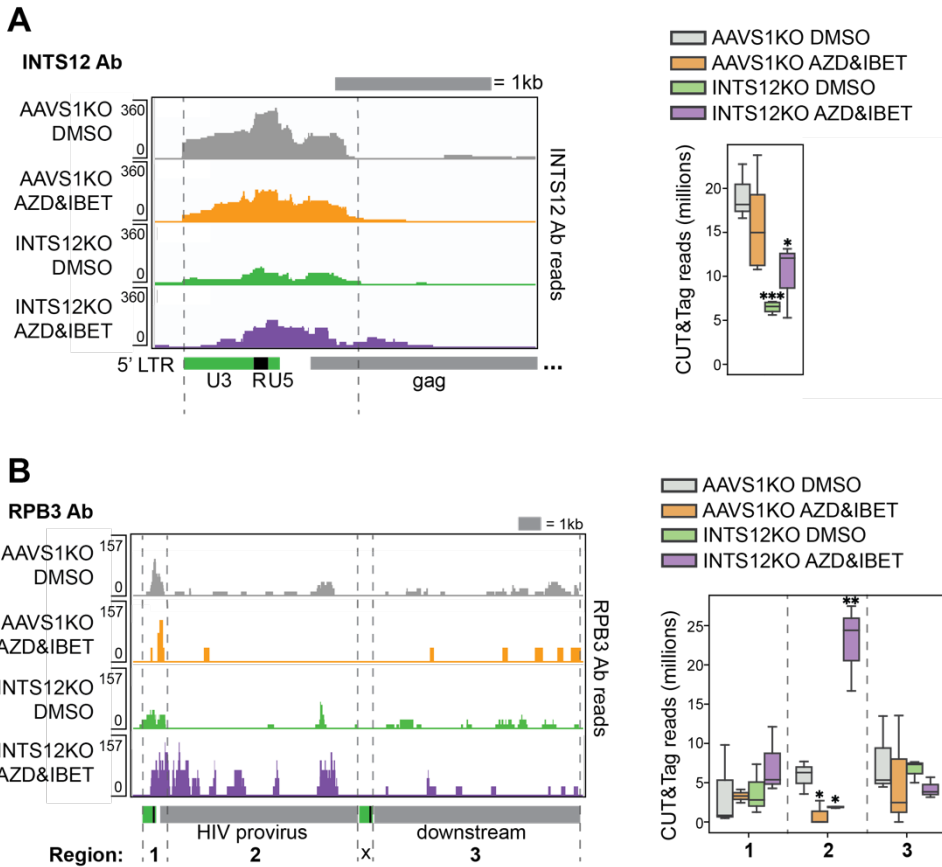 A
INTS12 Ab
= 1kb
AAVS1KO
DMSO
360
0
AAVS1KO
AZD&IBET
360
0
INTS12KO
DMSO
360
0
INTS12KO
AZD&IBET
360
0
INTS12 Ab reads
5' LTR
U3 RU5 gag ...
AAVS1KO DMSO
AAVS1KO AZD&IBET
INTS12KO DMSO
INTS12KO AZD&IBET
CUT&Tag reads (millions)
20
15
10
5
0
***
*
B
RPB3 Ab
= 1kb
AAVS1KO
DMSO
157
0
AAVS1KO
AZD&IBET
157
0
INTS12KO
DMSO
157
0
INTS12KO
AZD&IBET
157
0
RPB3 Ab reads
HIV provirus downstream
Region: 1 2 x 3
AAVS1KO DMSO
AAVS1KO AZD&IBET
INTS12KO DMSO
INTS12KO AZD&IBET
CUT&Tag reads (millions)
25
20
15
10
5
0
**
*
*
1 2 3